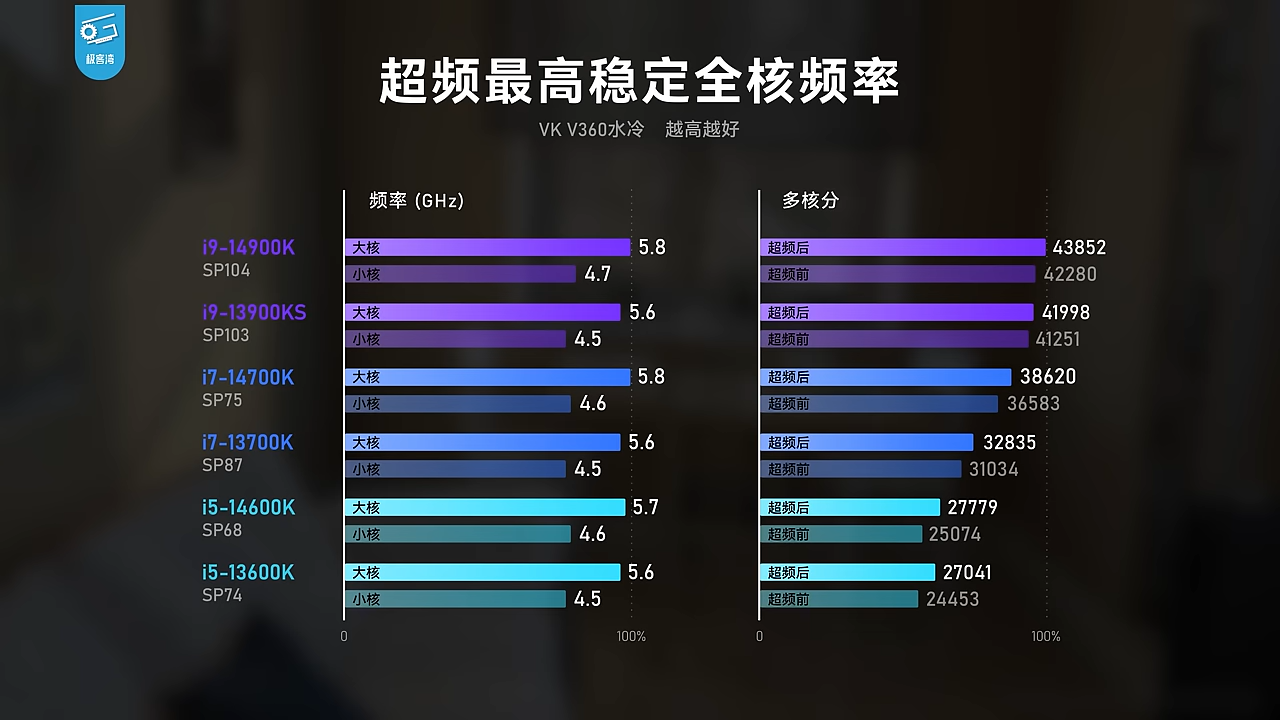 极客湾
超频最高稳定全核频率
VK V360水冷 越高越好
频率 (GHz)
多核分
i9-14900K
SP104
大核 5.8
小核 4.7
超频后 43852
超频前 42280
i9-13900KS
SP103
大核 5.6
小核 4.5
超频后 41998
超频前 41251
i7-14700K
SP75
大核 5.8
小核 4.6
超频后 38620
超频前 36583
i7-13700K
SP87
大核 5.6
小核 4.5
超频后 32835
超频前 31034
i5-14600K
SP68
大核 5.7
小核 4.6
超频后 27779
超频前 25074
i5-13600K
SP74
大核 5.6
小核 4.5
超频后 27041
超频前 24453
0 100% 0 100%